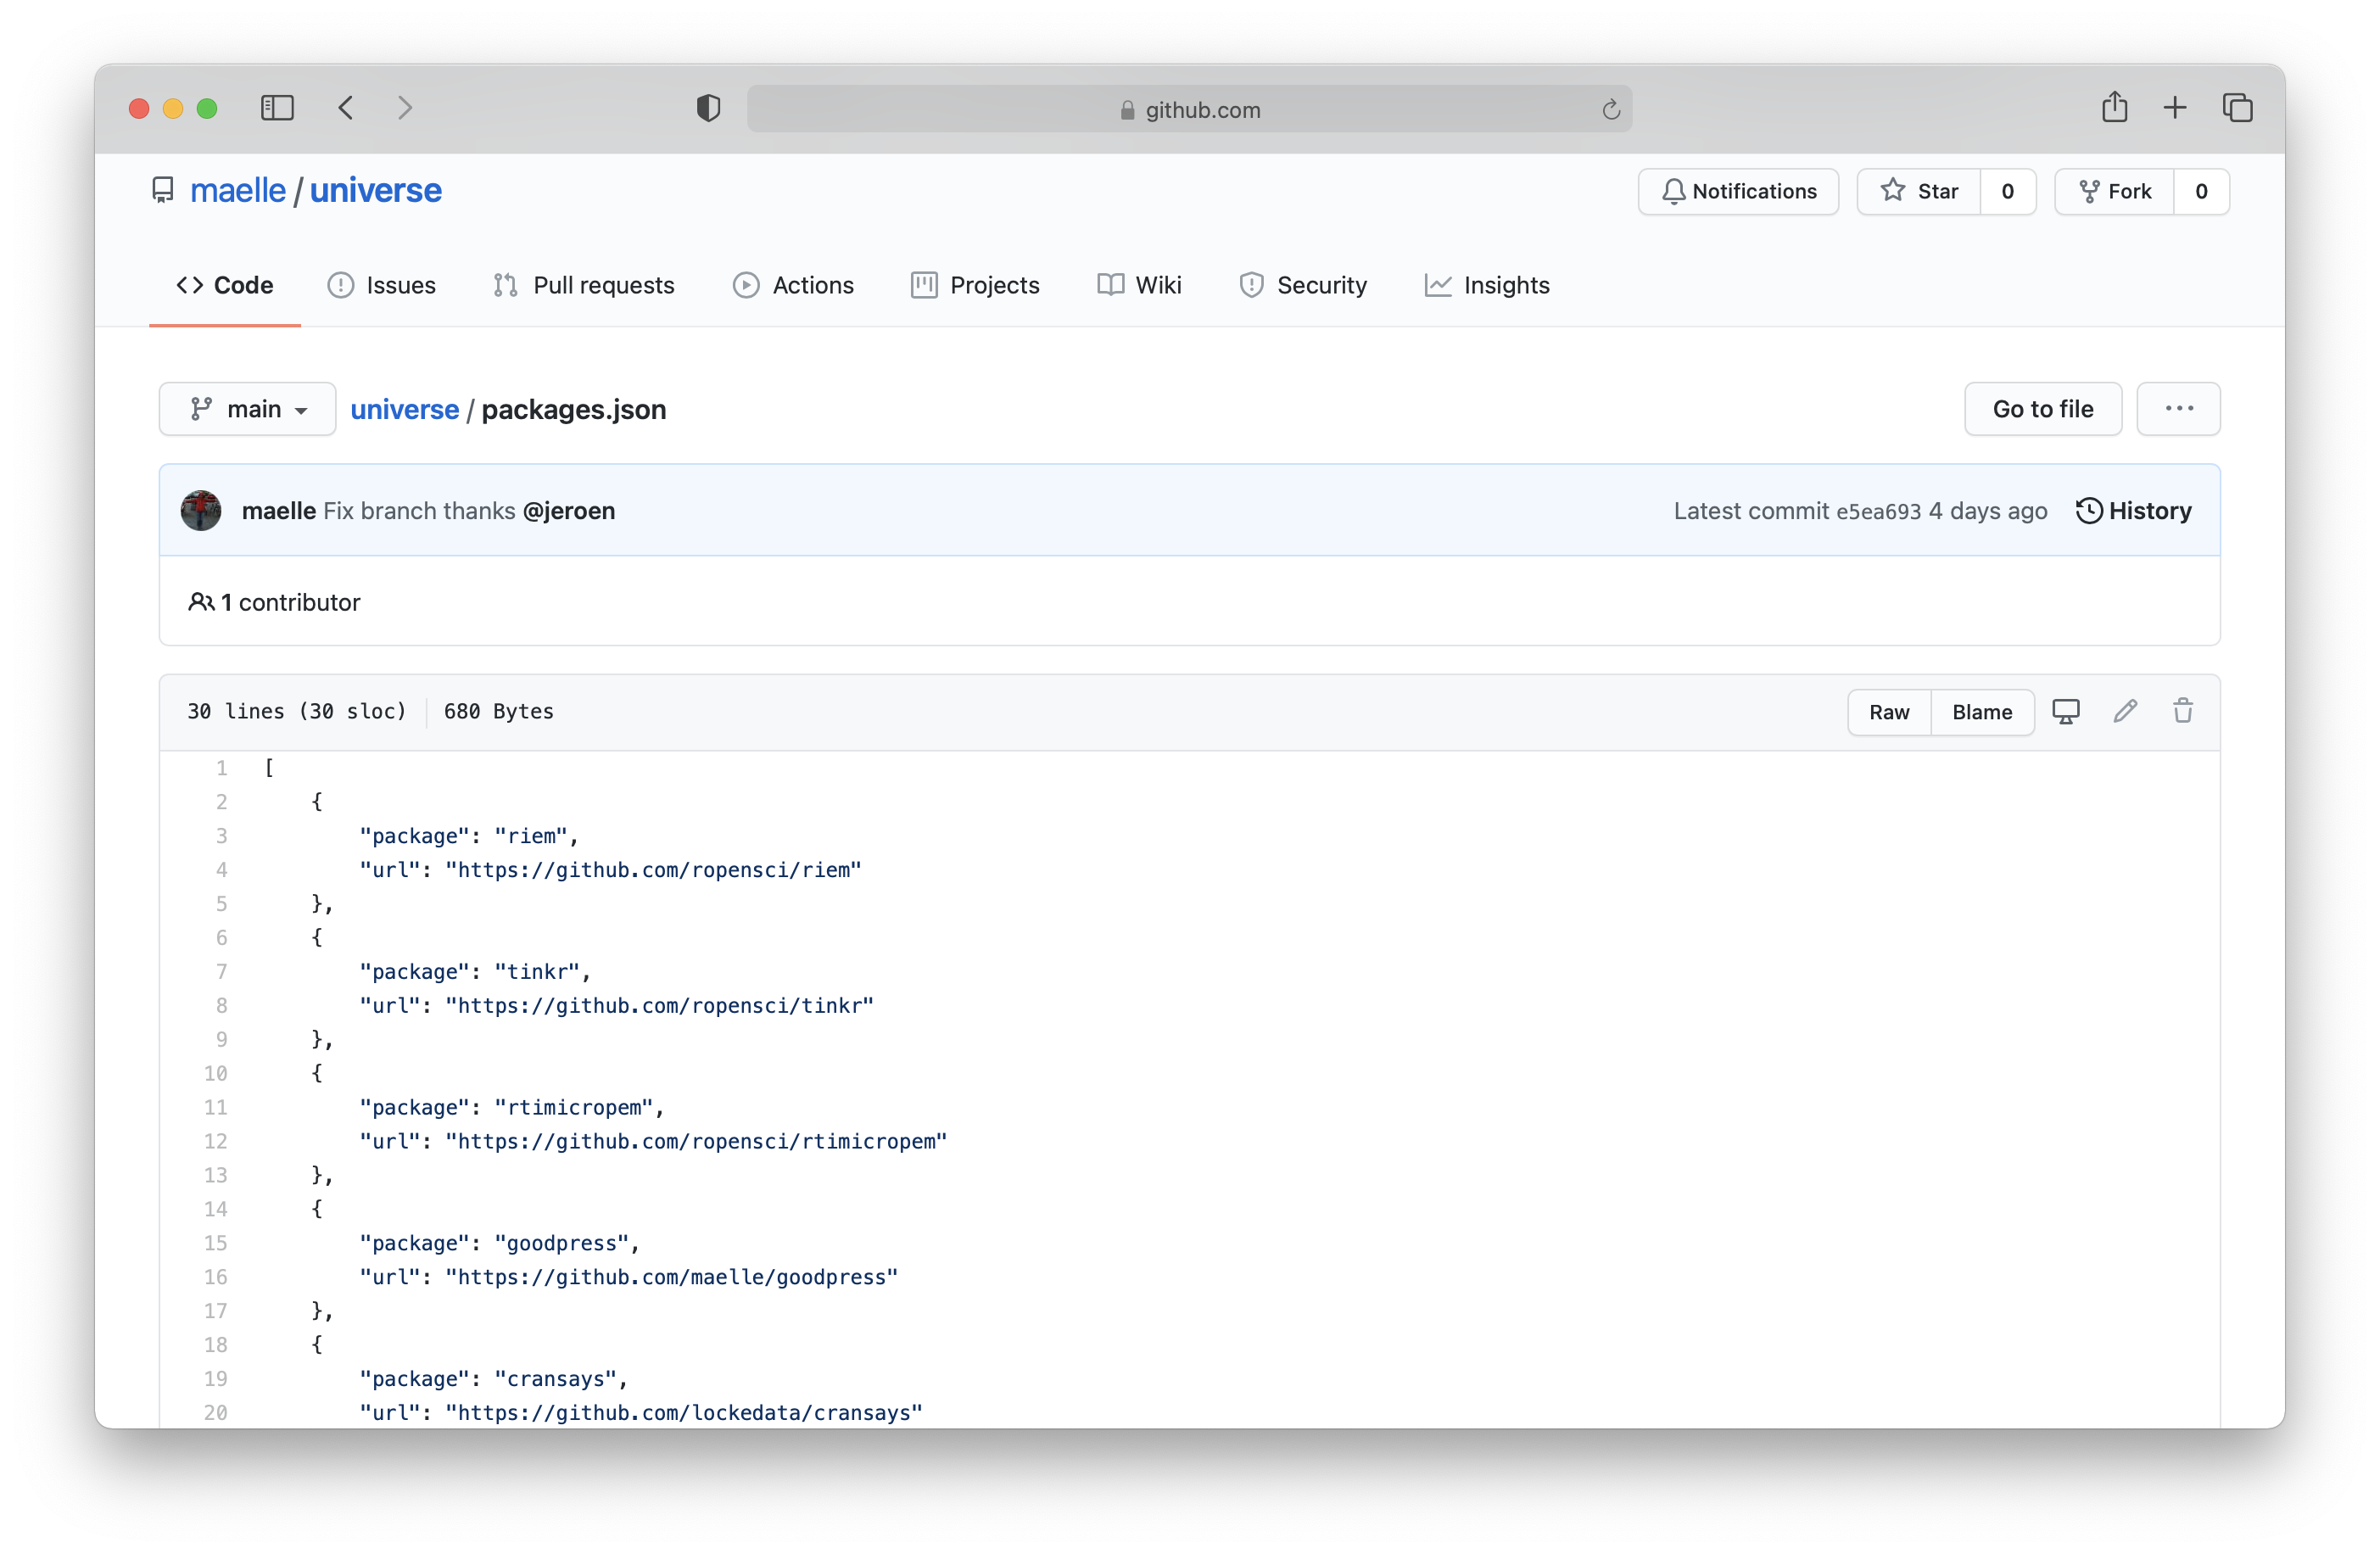 github.com
maelle / universe
Notifications Star 0 Fork 0
Code Issues Pull requests Actions Projects Wiki Security Insights
main universe / packages.json Go to file ...
maelle Fix branch thanks @jeroen Latest commit e5ea693 4 days ago History
1 contributor
30 lines (30 sloc) 680 Bytes Raw Blame
1 [
2 {
3 "package": "riem",
4 "url": "https://github.com/ropensci/riem"
5 },
6 {
7 "package": "tinkr",
8 "url": "https://github.com/ropensci/tinkr"
9 },
10 {
11 "package": "rtimicropem",
12 "url": "https://github.com/ropensci/rtimicropem"
13 },
14 {
15 "package": "goodpress",
16 "url": "https://github.com/maelle/goodpress"
17 },
18 {
19 "package": "cransays",
20 "url": "https://github.com/lockedata/cransays"